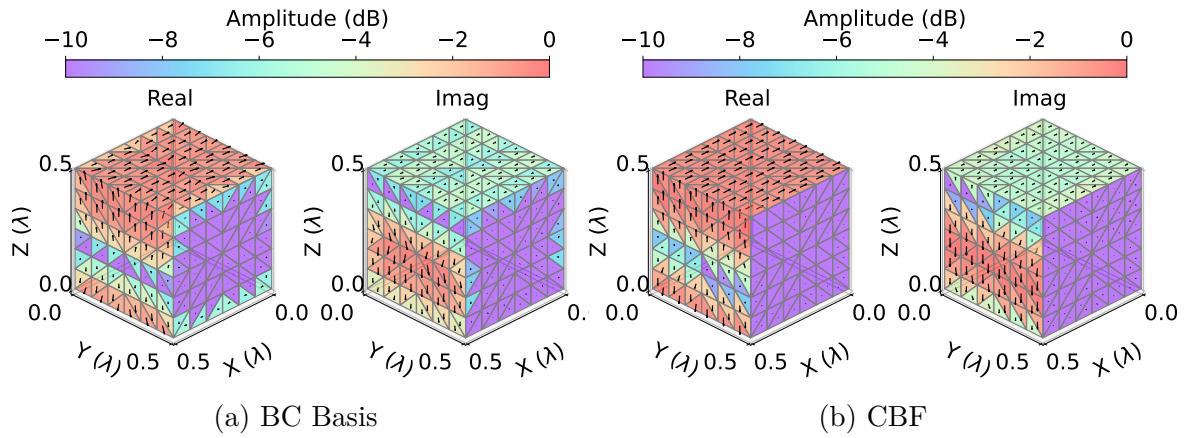 Amplitude (dB)
−10 −8 −6 −4 −2 0
Real Imag
0.5 0.5
Z (λ) Z (λ)
0.0 0.0
0.0 0.0 0.
Y (λ) 0.5 0.5 X (λ) Y (λ) 0.5 0.5 X (λ)
(a) BC Basis
Amplitude (dB)
−10 −8 −6 −4 −2 0
Real Imag
0.5 0.5
Z (λ) Z (λ)
0.0 0.0
0.0 0.0 0.0 0.0
Y (λ) 0.5 0.5 X (λ) Y (λ) 0.5 0.5 X (λ)
(b) CBF